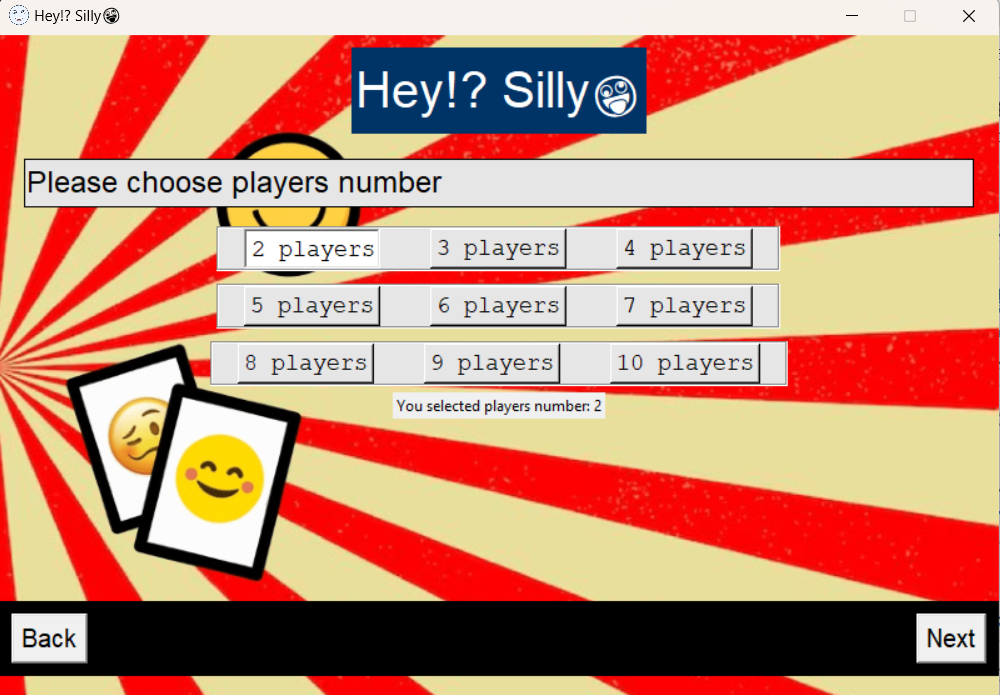 Hey!? Silly😂
Hey!? Silly😂
Please choose players number
2 players 3 players 4 players
5 players 6 players 7 players
8 players 9 players 10 players
You selected players number: 2
Back Next